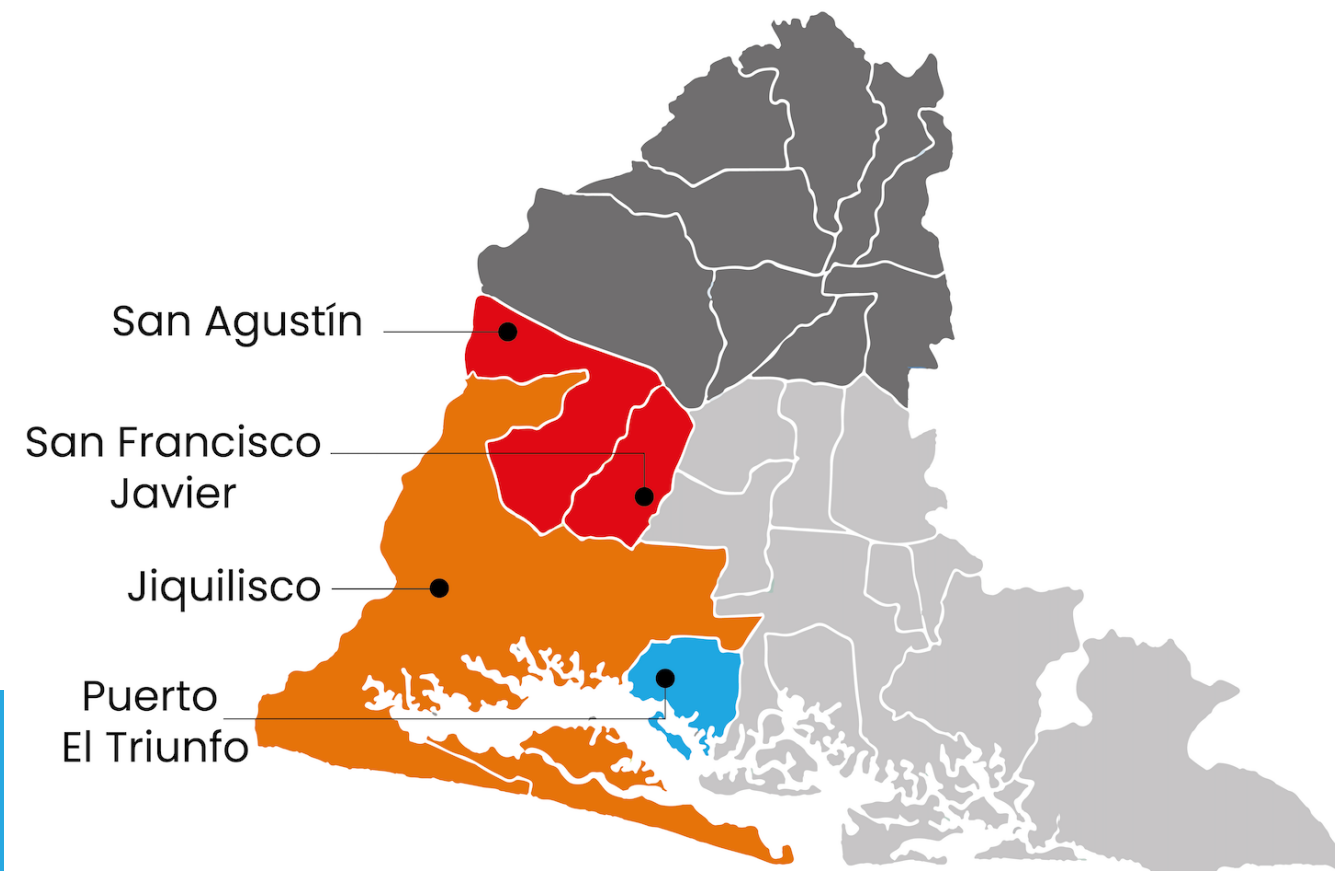 San Agustín
San Francisco
Javier
Jiquilisco
Puerto
El Triunfo